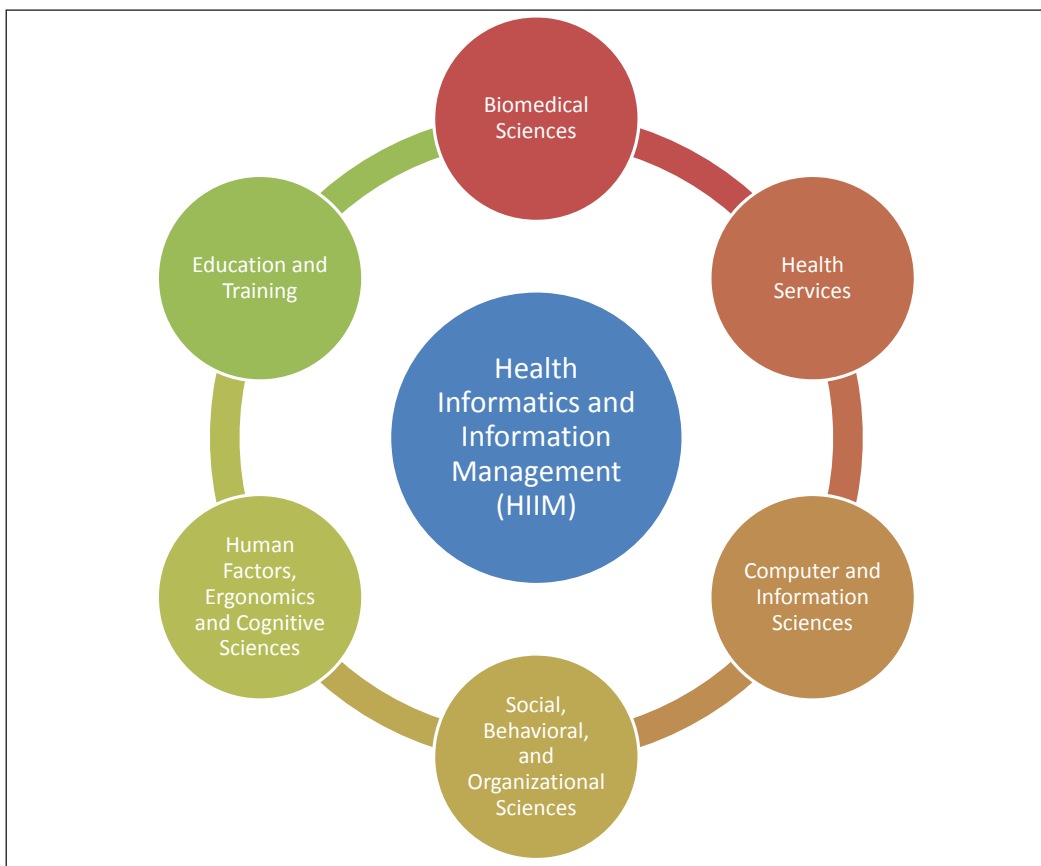 Biomedical
Sciences
Health
Services
Computer and
Information
Sciences
Social,
Behavioral,
and
Organizational
Sciences
Human
Factors,
Ergonomics
and Cognitive
Sciences
Education and
Training
Health
Informatics and
Information
Management
(HIIM)